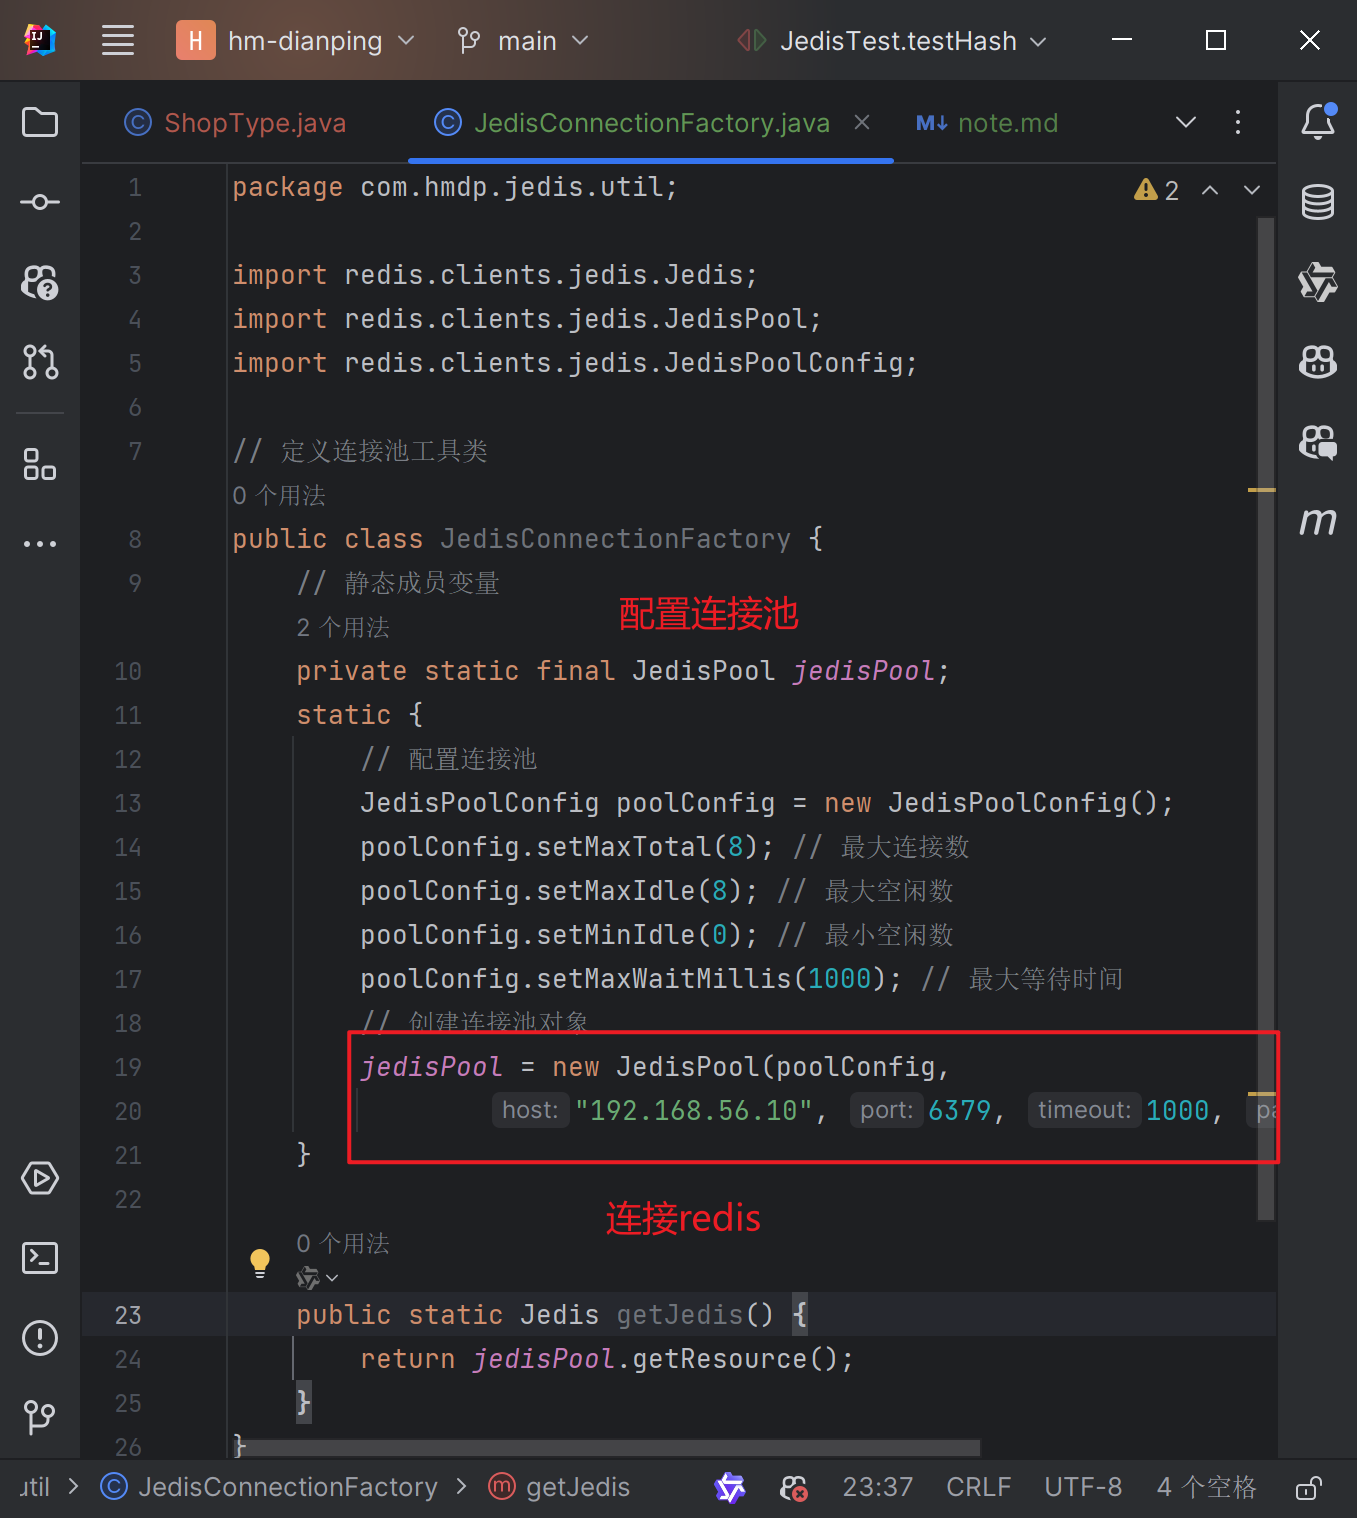 H hm-dianping main JedisTest.testHash
ShopType.java JedisConnectionFactory.java note.md
1 package com.hmdp.jedis.util; 2
2
3 import redis.clients.jedis.Jedis;
4 import redis.clients.jedis.JedisPool;
5 import redis.clients.jedis.JedisPoolConfig;
6
7 // 定义连接池工具类
0 个用法
8 public class JedisConnectionFactory {
9 // 静态成员变量
配置连接池
2 个用法
10 private static final JedisPool jedisPool;
11 static {
12 // 配置连接池
13 JedisPoolConfig poolConfig = new JedisPoolConfig();
14 poolConfig.setMaxTotal(8); // 最大连接数
15 poolConfig.setMaxIdle(8); // 最大空闲数
16 poolConfig.setMinIdle(0); // 最小空闲数
17 poolConfig.setMaxWaitMillis(1000); // 最大等待时间
18 // 创建连接池对象
19 jedisPool = new JedisPool(poolConfig,
20 host: "192.168.56.10", port: 6379, timeout: 1000,
21 }
22
连接redis
0 个用法
23 public static Jedis getJedis() {
24 return jedisPool.getResource();
25 }
26 }
util > JedisConnectionFactory > getJedis 23:37 CRLF UTF-8 4 个空格